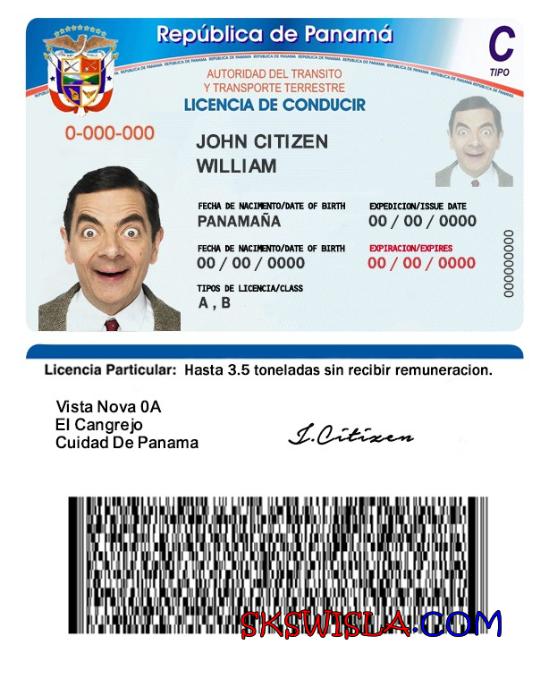 República de Panamá
C
TIPO
AUTORIDAD DEL TRANSITO
Y TRANSPORTE TERRESTRE
LICENCIA DE CONDUCIR
0-000-000
JOHN CITIZEN
WILLIAM
FECHA DE NACIMENTO/DATE OF BIRTH
PANAMAÑA
EXPEDICION/ISSUE DATE
00 / 00 / 0000
FECHA DE NACIMENTO/DATE OF BIRTH
00 / 00 / 0000
EXPIRACION/EXPIRES
00 / 00 / 0000
TIPOS DE LICENCIA/CLASS
A , B
000000000
Licencia Particular: Hasta 3.5 toneladas sin recibir remuneracion.
Vista Nova 0A
El Cangrejo
Cuidad De Panama
J.Citizen
SKSWISLA.COM